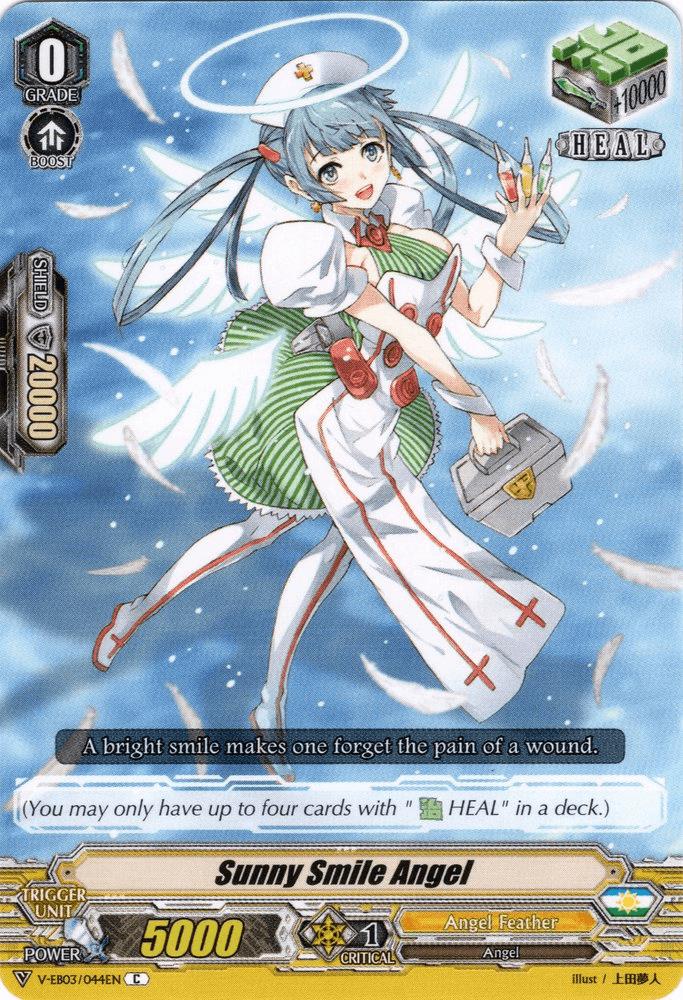 0
GRADE
BOOST
治
+10000
HEAL
SHIELD
20000
A bright smile makes one forget the pain of a wound.
(You may only have up to four cards with " 治 HEAL" in a deck.)
Sunny Smile Angel
TRIGGER
UNIT
Angel Feather
POWER
5000
1
CRITICAL
Angel
V-EB03/044EN
C
illust / 上田夢人